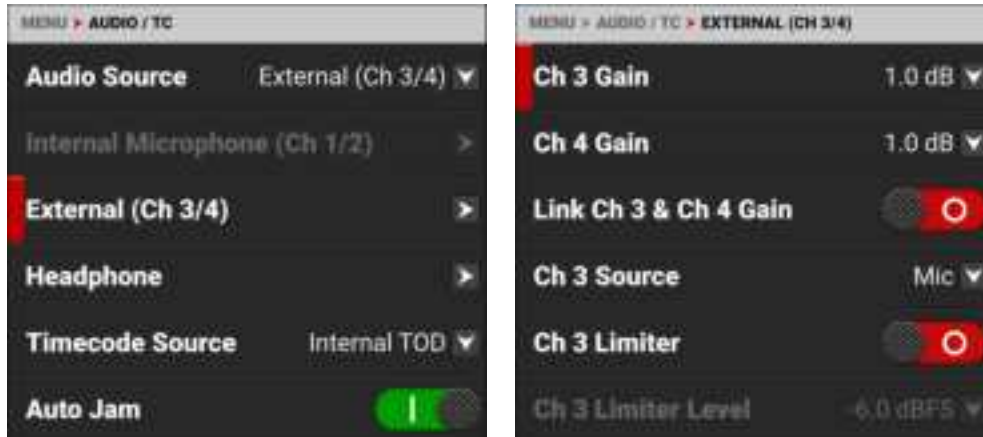 MENU > AUDIO / TC
Audio Source External (Ch 3/4)
Internal Microphone (Ch 1/2) >
External (Ch 3/4) >
Headphone >
Timecode Source Internal TOD
Auto Jam
MENU > AUDIO / TC > EXTERNAL (CH 3/4)
Ch 3 Gain 1.0 dB
Ch 4 Gain 1.0 dB
Link Ch 3 & Ch 4 Gain
Ch 3 Source Mic
Ch 3 Limiter
Ch 3 Limiter Level -6.0 dBFS